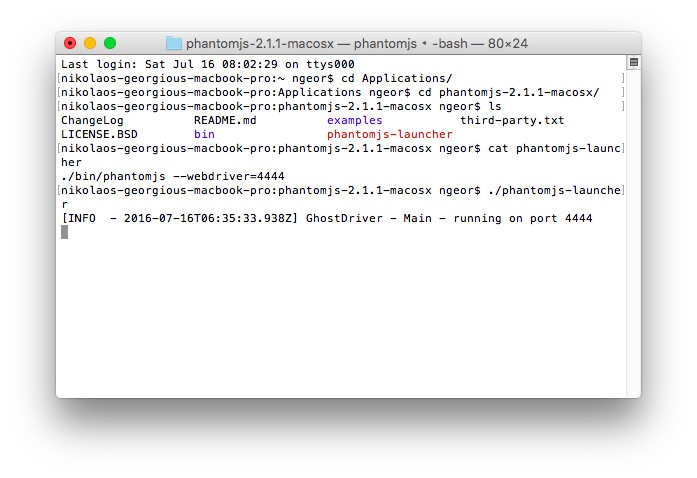 phantomjs-2.1.1-macosx — phantomjs ◂ -bash — 80×24
Last login: Sat Jul 16 08:02:29 on ttys000
[nikolaos-georgious-macbook-pro:~ ngeor$ cd Applications/ ]
[nikolaos-georgious-macbook-pro:Applications ngeor$ cd phantomjs-2.1.1-macosx/ ]
[nikolaos-georgious-macbook-pro:phantomjs-2.1.1-macosx ngeor$ ls ]
ChangeLog README.md examples third-party.txt
LICENSE.BSD bin phantomjs-launcher
[nikolaos-georgious-macbook-pro:phantomjs-2.1.1-macosx ngeor$ cat phantomjs-launc]
her
./bin/phantomjs --webdriver=4444
[nikolaos-georgious-macbook-pro:phantomjs-2.1.1-macosx ngeor$ ./phantomjs-launche]
r
[INFO  - 2016-07-16T06:35:33.938Z] GhostDriver - Main - running on port 4444